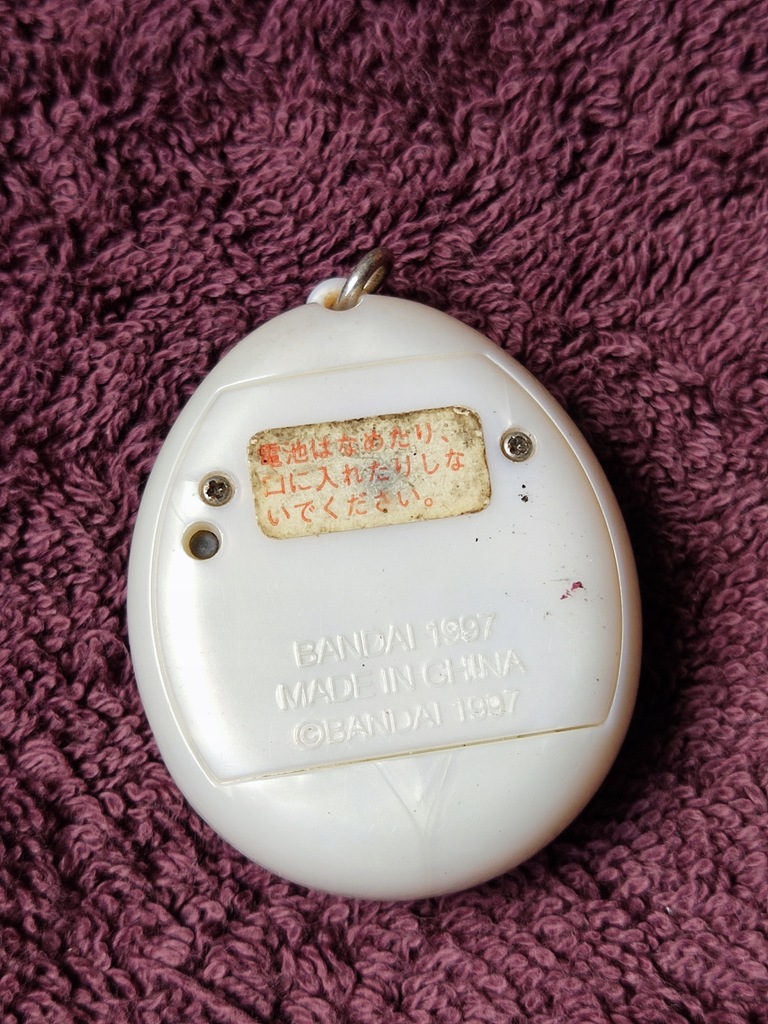 電池はなめたり、
口に入れたりしな
いでください。
BANDAI 1997
MADE IN CHINA
©BANDAI 1997